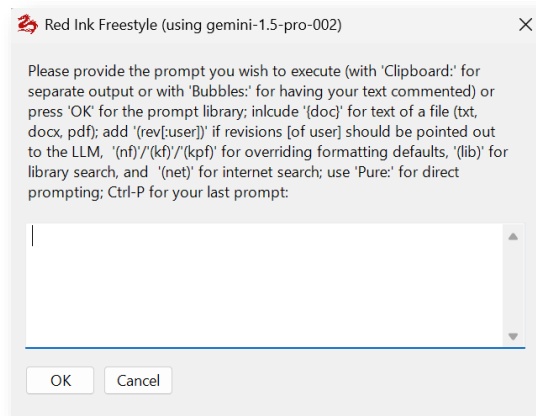 Red Ink Freestyle (using gemini-1.5-pro-002)
Please provide the prompt you wish to execute (with 'Clipboard:' for
separate output or with 'Bubbles:' for having your text commented) or
press 'OK' for the prompt library; inlcude '{doc}' for text of a file (txt,
docx, pdf); add '(rev[:user])' if revisions [of user] should be pointed out
to the LLM, '(nf)'/'(kf)'/'(kpf)' for overriding formatting defaults, '(lib)' for
library search, and '(net)' for internet search; use 'Pure:' for direct
prompting; Ctrl-P for your last prompt:
OK Cancel